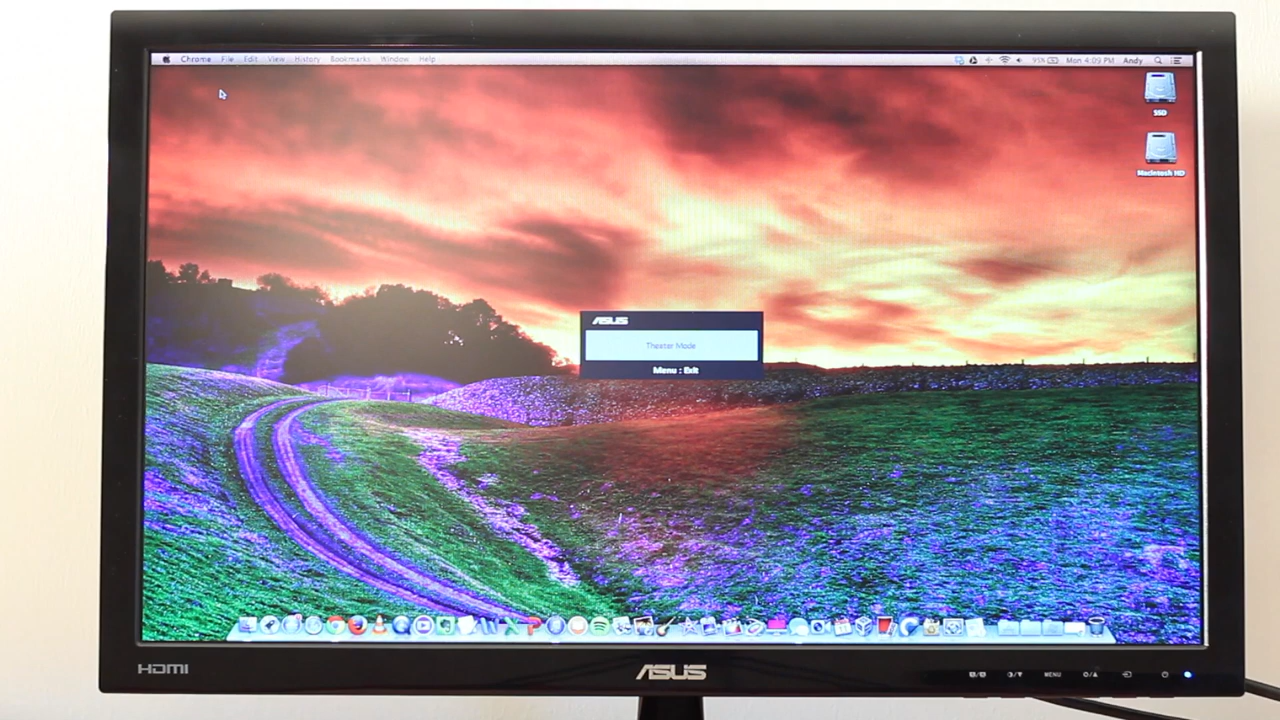 Chrome File Edit View History Bookmarks Window Help
95% Mon 4:09 PM Andy
SSD
Macintosh HD
ASUS
Theater Mode
Menu : Exit
HDMI
ASUS
MENU